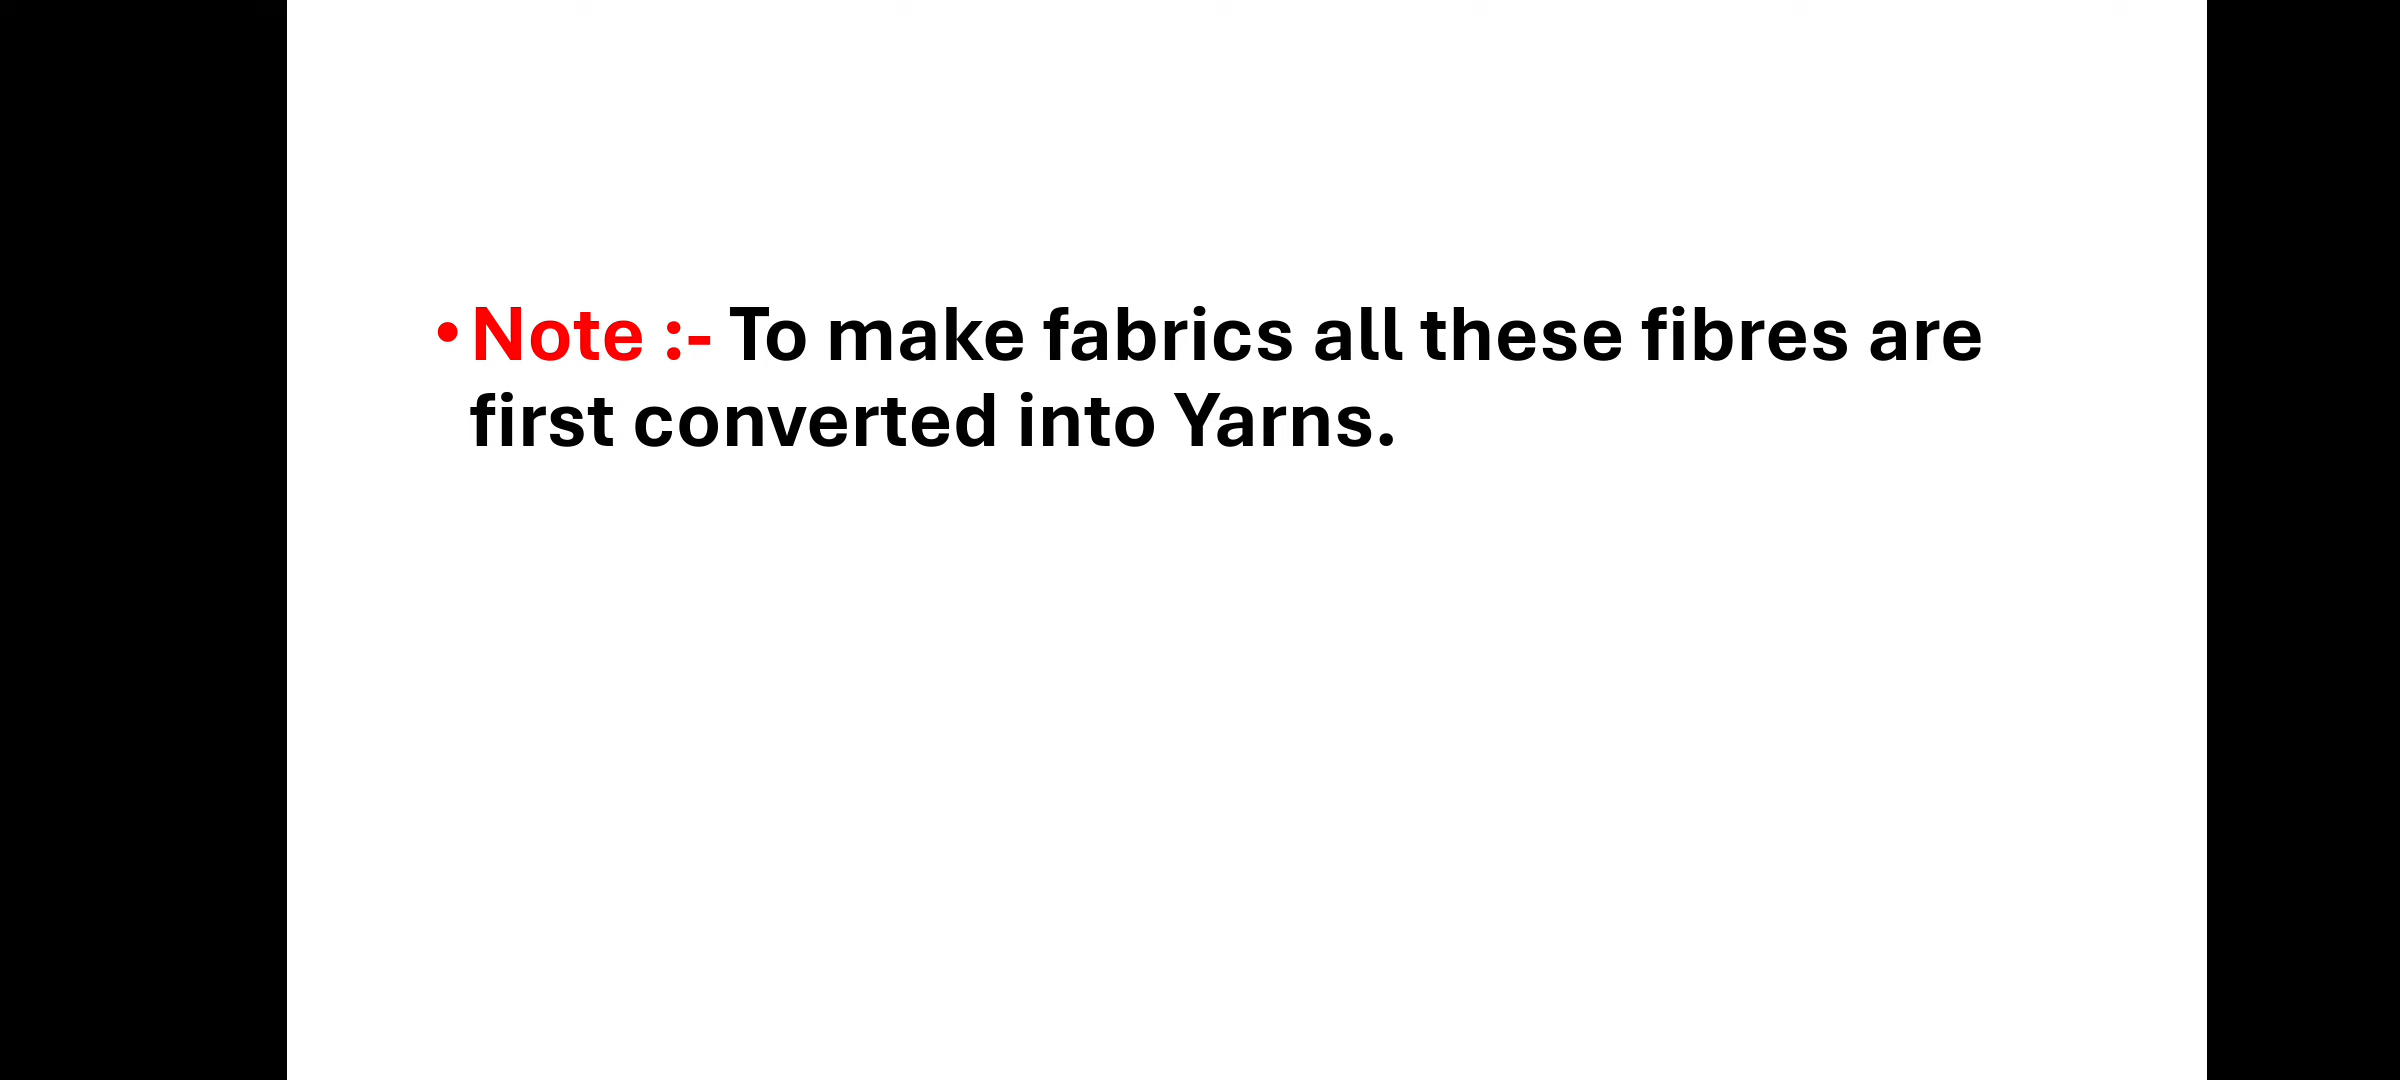 •Note :- To make fabrics all these fibres are
first converted into Yarns.